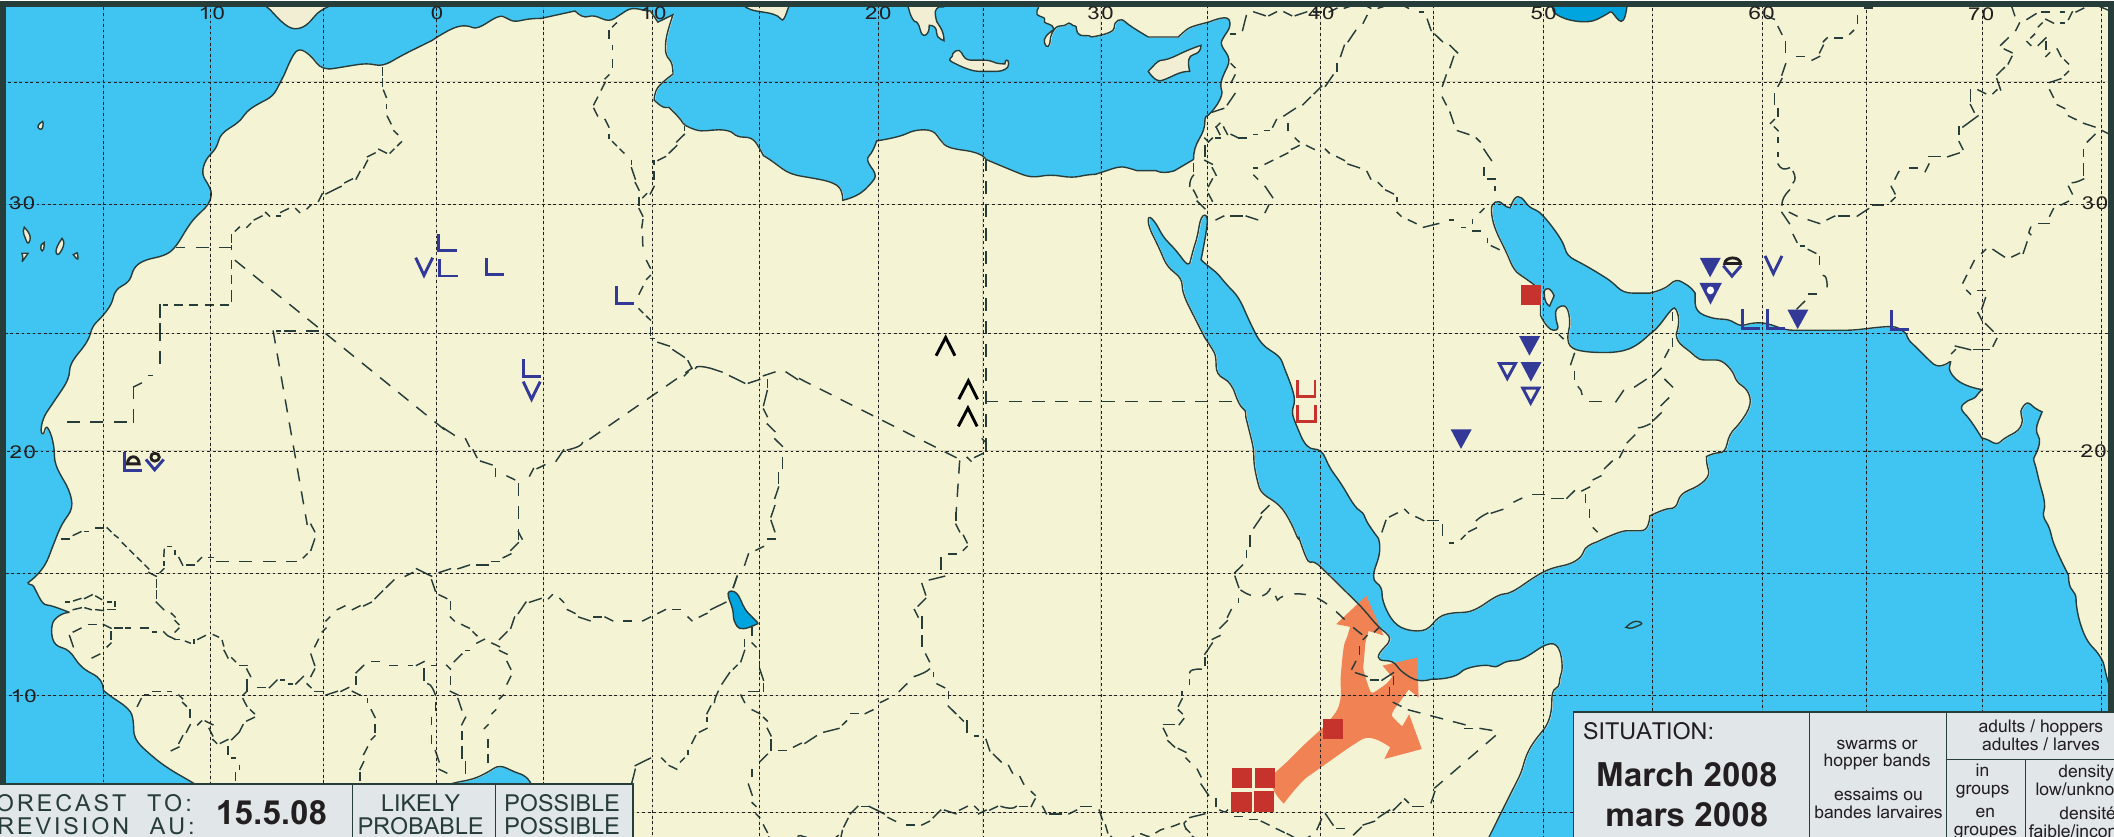 10 0 10 20 30 40 50 60 70
30 30
20 20
10
SITUATION:
March 2008
mars 2008
swarms or
hopper bands
essaims ou
bandes larvaires
adults / hoppers
adultes / larves
in
groups
en
groupes
density
low/unkno
densité
faible/incor
ORECAST TO:
REVISION AU:
15.5.08
LIKELY
PROBABLE
POSSIBLE
POSSIBLE